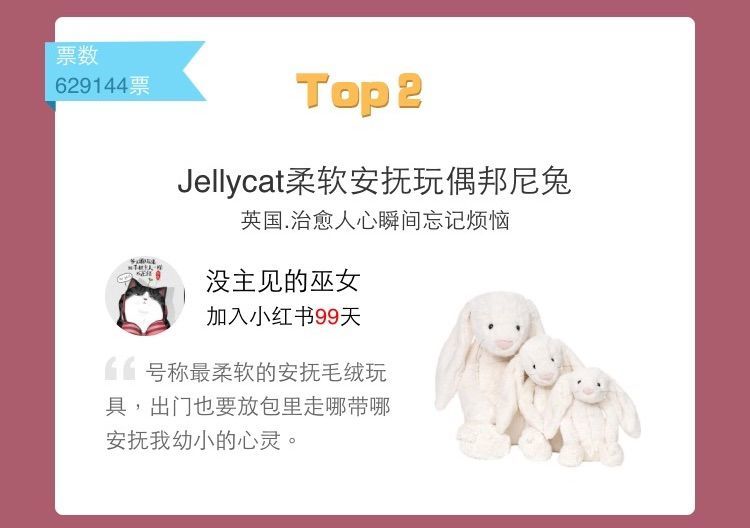 票数
629144票
Top 2
Jellycat柔软安抚玩偶邦尼兔
英国.治愈人心瞬间忘记烦恼
没主见的巫女
加入小红书99天
号称最柔软的安抚毛绒玩
具，出门也要放包里走哪带哪
安抚我幼小的心灵。